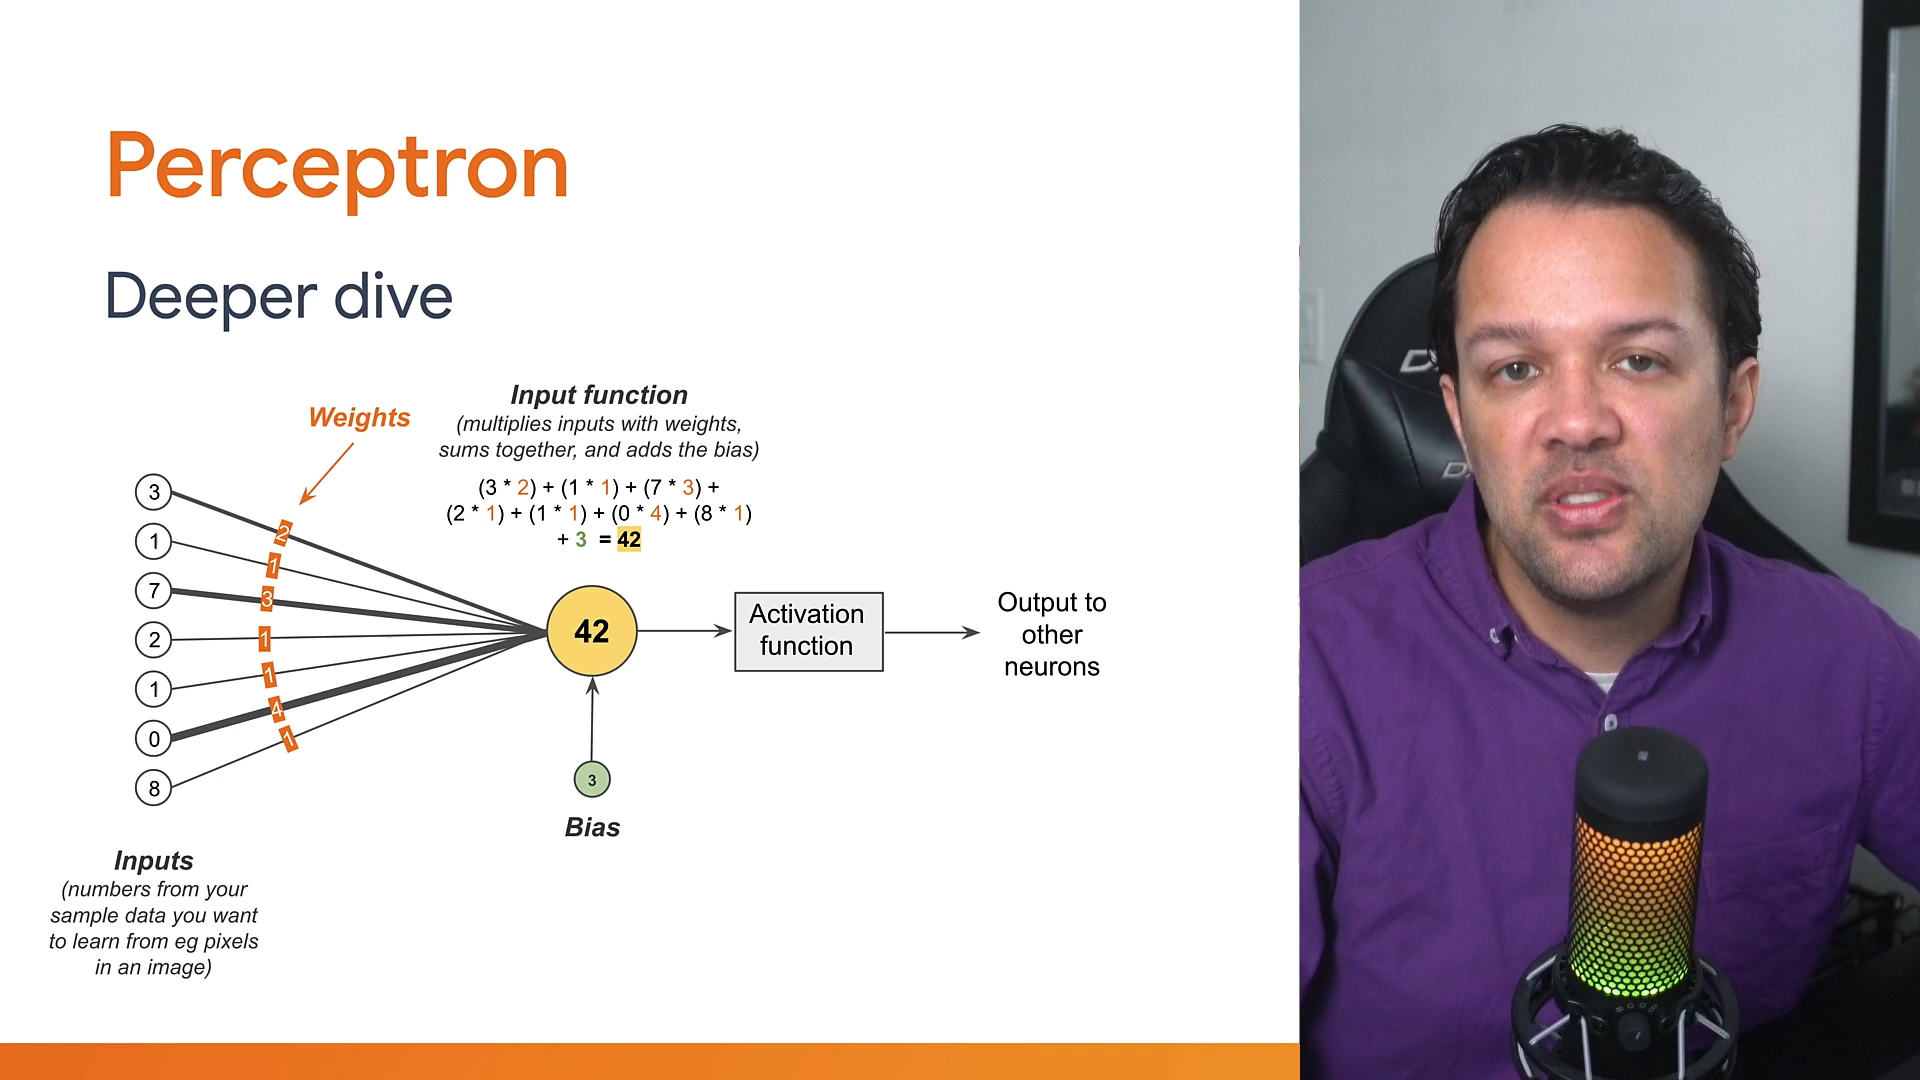 Perceptron
Deeper dive
Weights
Input function
(multiplies inputs with weights,
sums together, and adds the bias)
(3 * 2) + (1 * 1) + (7 * 3) +
(2 * 1) + (1 * 1) + (0 * 4) + (8 * 1)
+ 3 = 42
3
1
7
2
1
0
8
2
1
3
1
1
4
1
42
Activation
function
Output to
other
neurons
3
Bias
Inputs
(numbers from your
sample data you want
to learn from eg pixels
in an image)